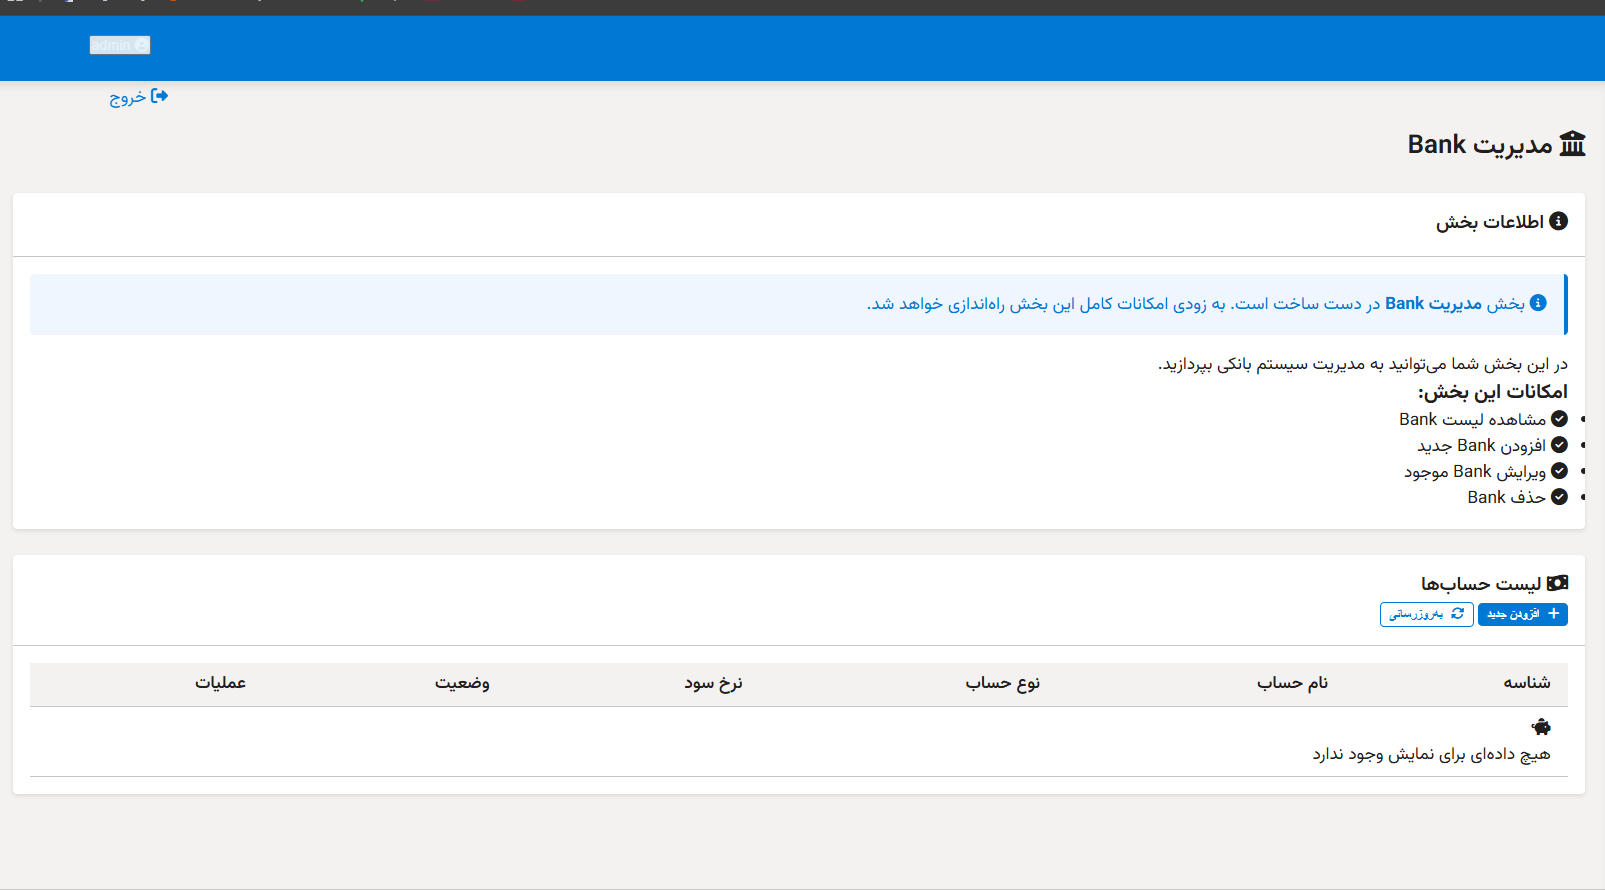 admin
خروج
مدیریت Bank
اطلاعات بخش
بخش مدیریت Bank در دست ساخت است. به زودی امکانات کامل این بخش راه‌اندازی خواهد شد.
در این بخش شما می‌توانید به مدیریت سیستم بانکی بپردازید.
امکانات این بخش:
مشاهده لیست Bank
افزودن Bank جدید
ویرایش Bank موجود
حذف Bank
لیست حساب‌ها
افزودن جدید بەروزرسانی
شناسه نام حساب نوع حساب نرخ سود وضعیت عملیات
هیچ داده‌ای برای نمایش وجود ندارد